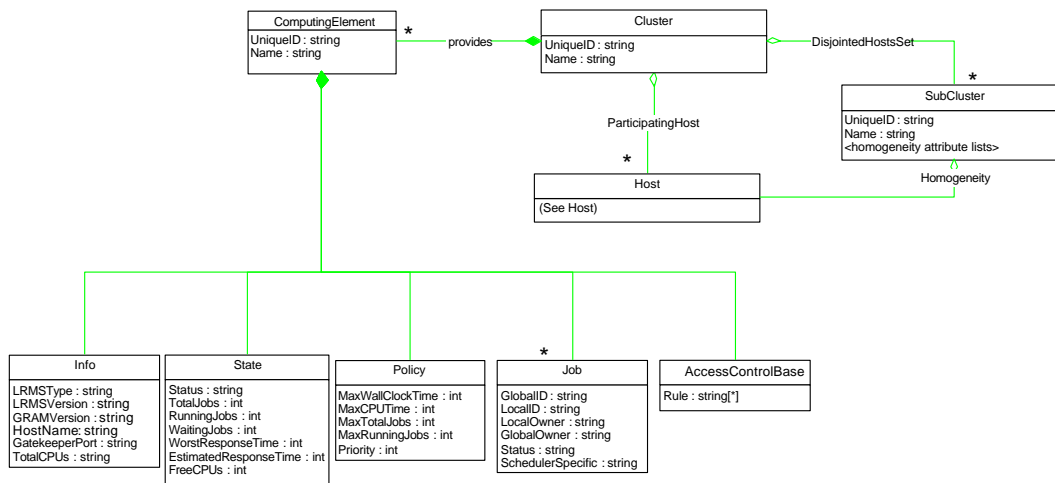 ComputingElement
UniqueID : string
Name : string
*
provides
Cluster
UniqueID : string
Name : string
DisjointedHostsSet
*
SubCluster
UniqueID : string
Name : string
<homogeneity attribute lists>
ParticipatingHost
*
Homogeneity
Host
(See Host)
Info
LRMSType : string
LRMSVersion : string
GRAMVersion : string
HostName: string
GatekeeperPort : string
TotalCPUs : string
State
Status : string
TotalJobs : int
RunningJobs : int
WaitingJobs : int
WorstResponseTime : int
EstimatedResponseTime : int
FreeCPUs : int
Policy
MaxWallClockTime : int
MaxCPUTime : int
MaxTotalJobs : int
MaxRunningJobs : int
Priority : int
*
Job
GlobalID : string
LocalID : string
LocalOwner : string
GlobalOwner : string
Status : string
SchedulerSpecific : string
AccessControlBase
Rule : string[*]